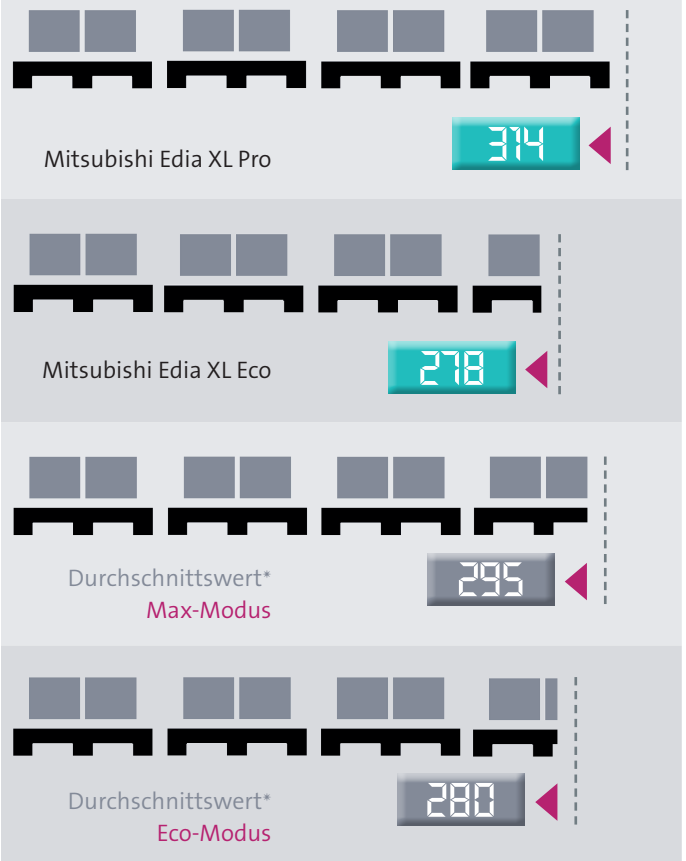 Mitsubishi Edia XL Pro
314
Mitsubishi Edia XL Eco
278
Durchschnittswert*
Max-Modus
295
Durchschnittswert*
Eco-Modus
280